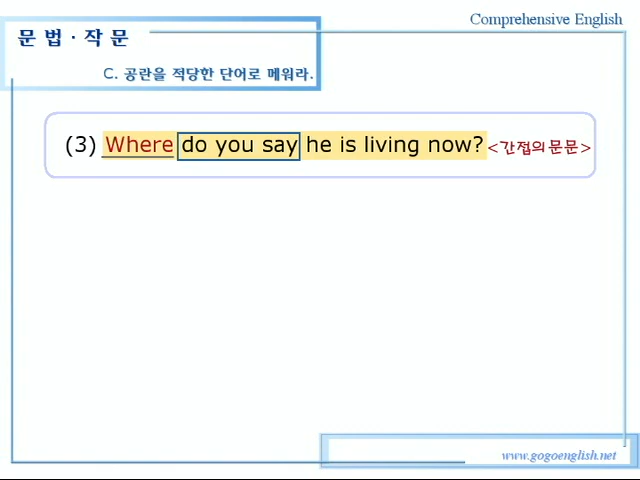 Comprehensive English
문 법 · 작 문
C. 공란을 적당한 단어로 메워라.
(3) Where do you say he is living now? <간접의문문>
www.gogoenglish.net